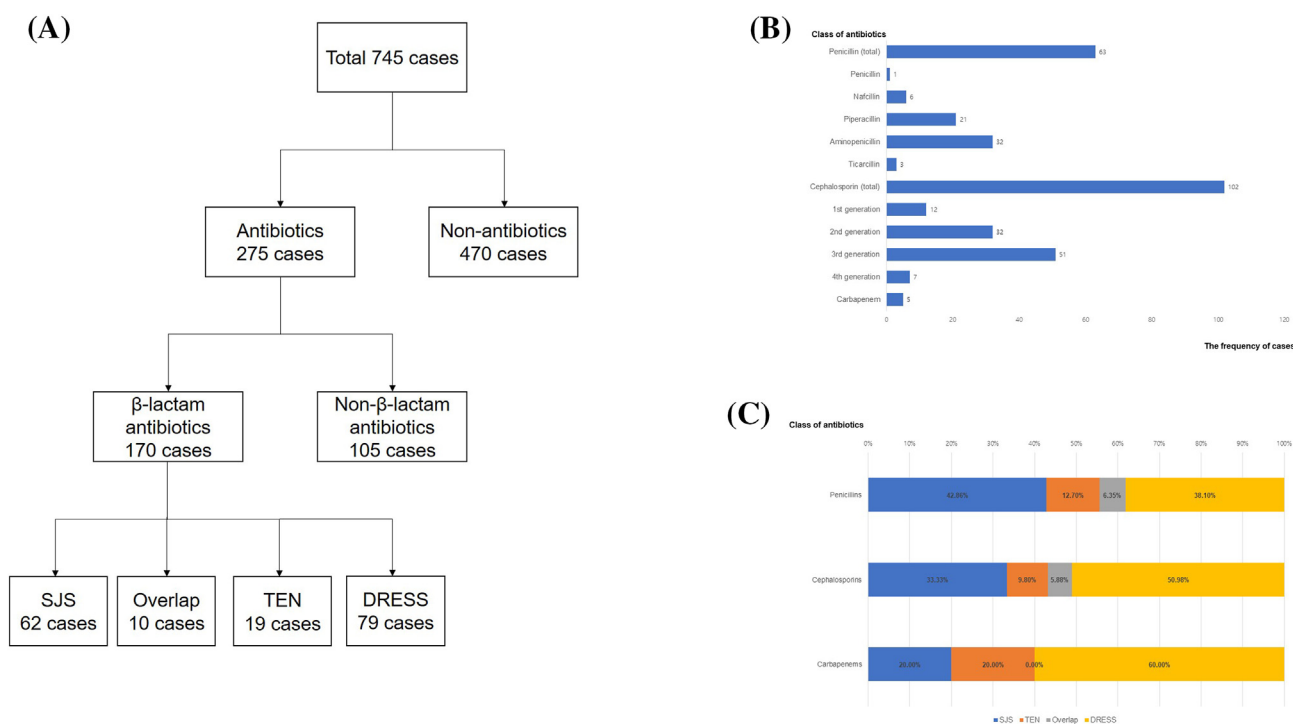 (A)
Total 745 cases
Antibiotics
275 cases
Non-antibiotics
470 cases
β-lactam
antibiotics
170 cases
Non-β-lactam
antibiotics
105 cases
SJS
62 cases
Overlap
10 cases
TEN
19 cases
DRESS
79 cases
(B)
Class of antibiotics
Penicillin (total) 63
Penicillin 1
Nafcillin 6
Piperacillin 21
Aminopenicillin 32
Ticarcillin 3
Cephalosporin (total) 102
1st generation 12
2nd generation 32
3rd generation 51
4th generation 7
Carbapenem 5
0 20 40 60 80 100 120
The frequency of cases
(C)
Class of antibiotics
0% 10% 20% 30% 40% 50% 60% 70% 80% 90% 100%
Penicillins 42.86% 12.70% 6.35% 38.10%
Cephalosporins 33.33% 9.80% 5.88% 50.98%
Carbapenems 20.00% 20.00% 0.00% 60.00%
SJS TEN Overlap DRESS